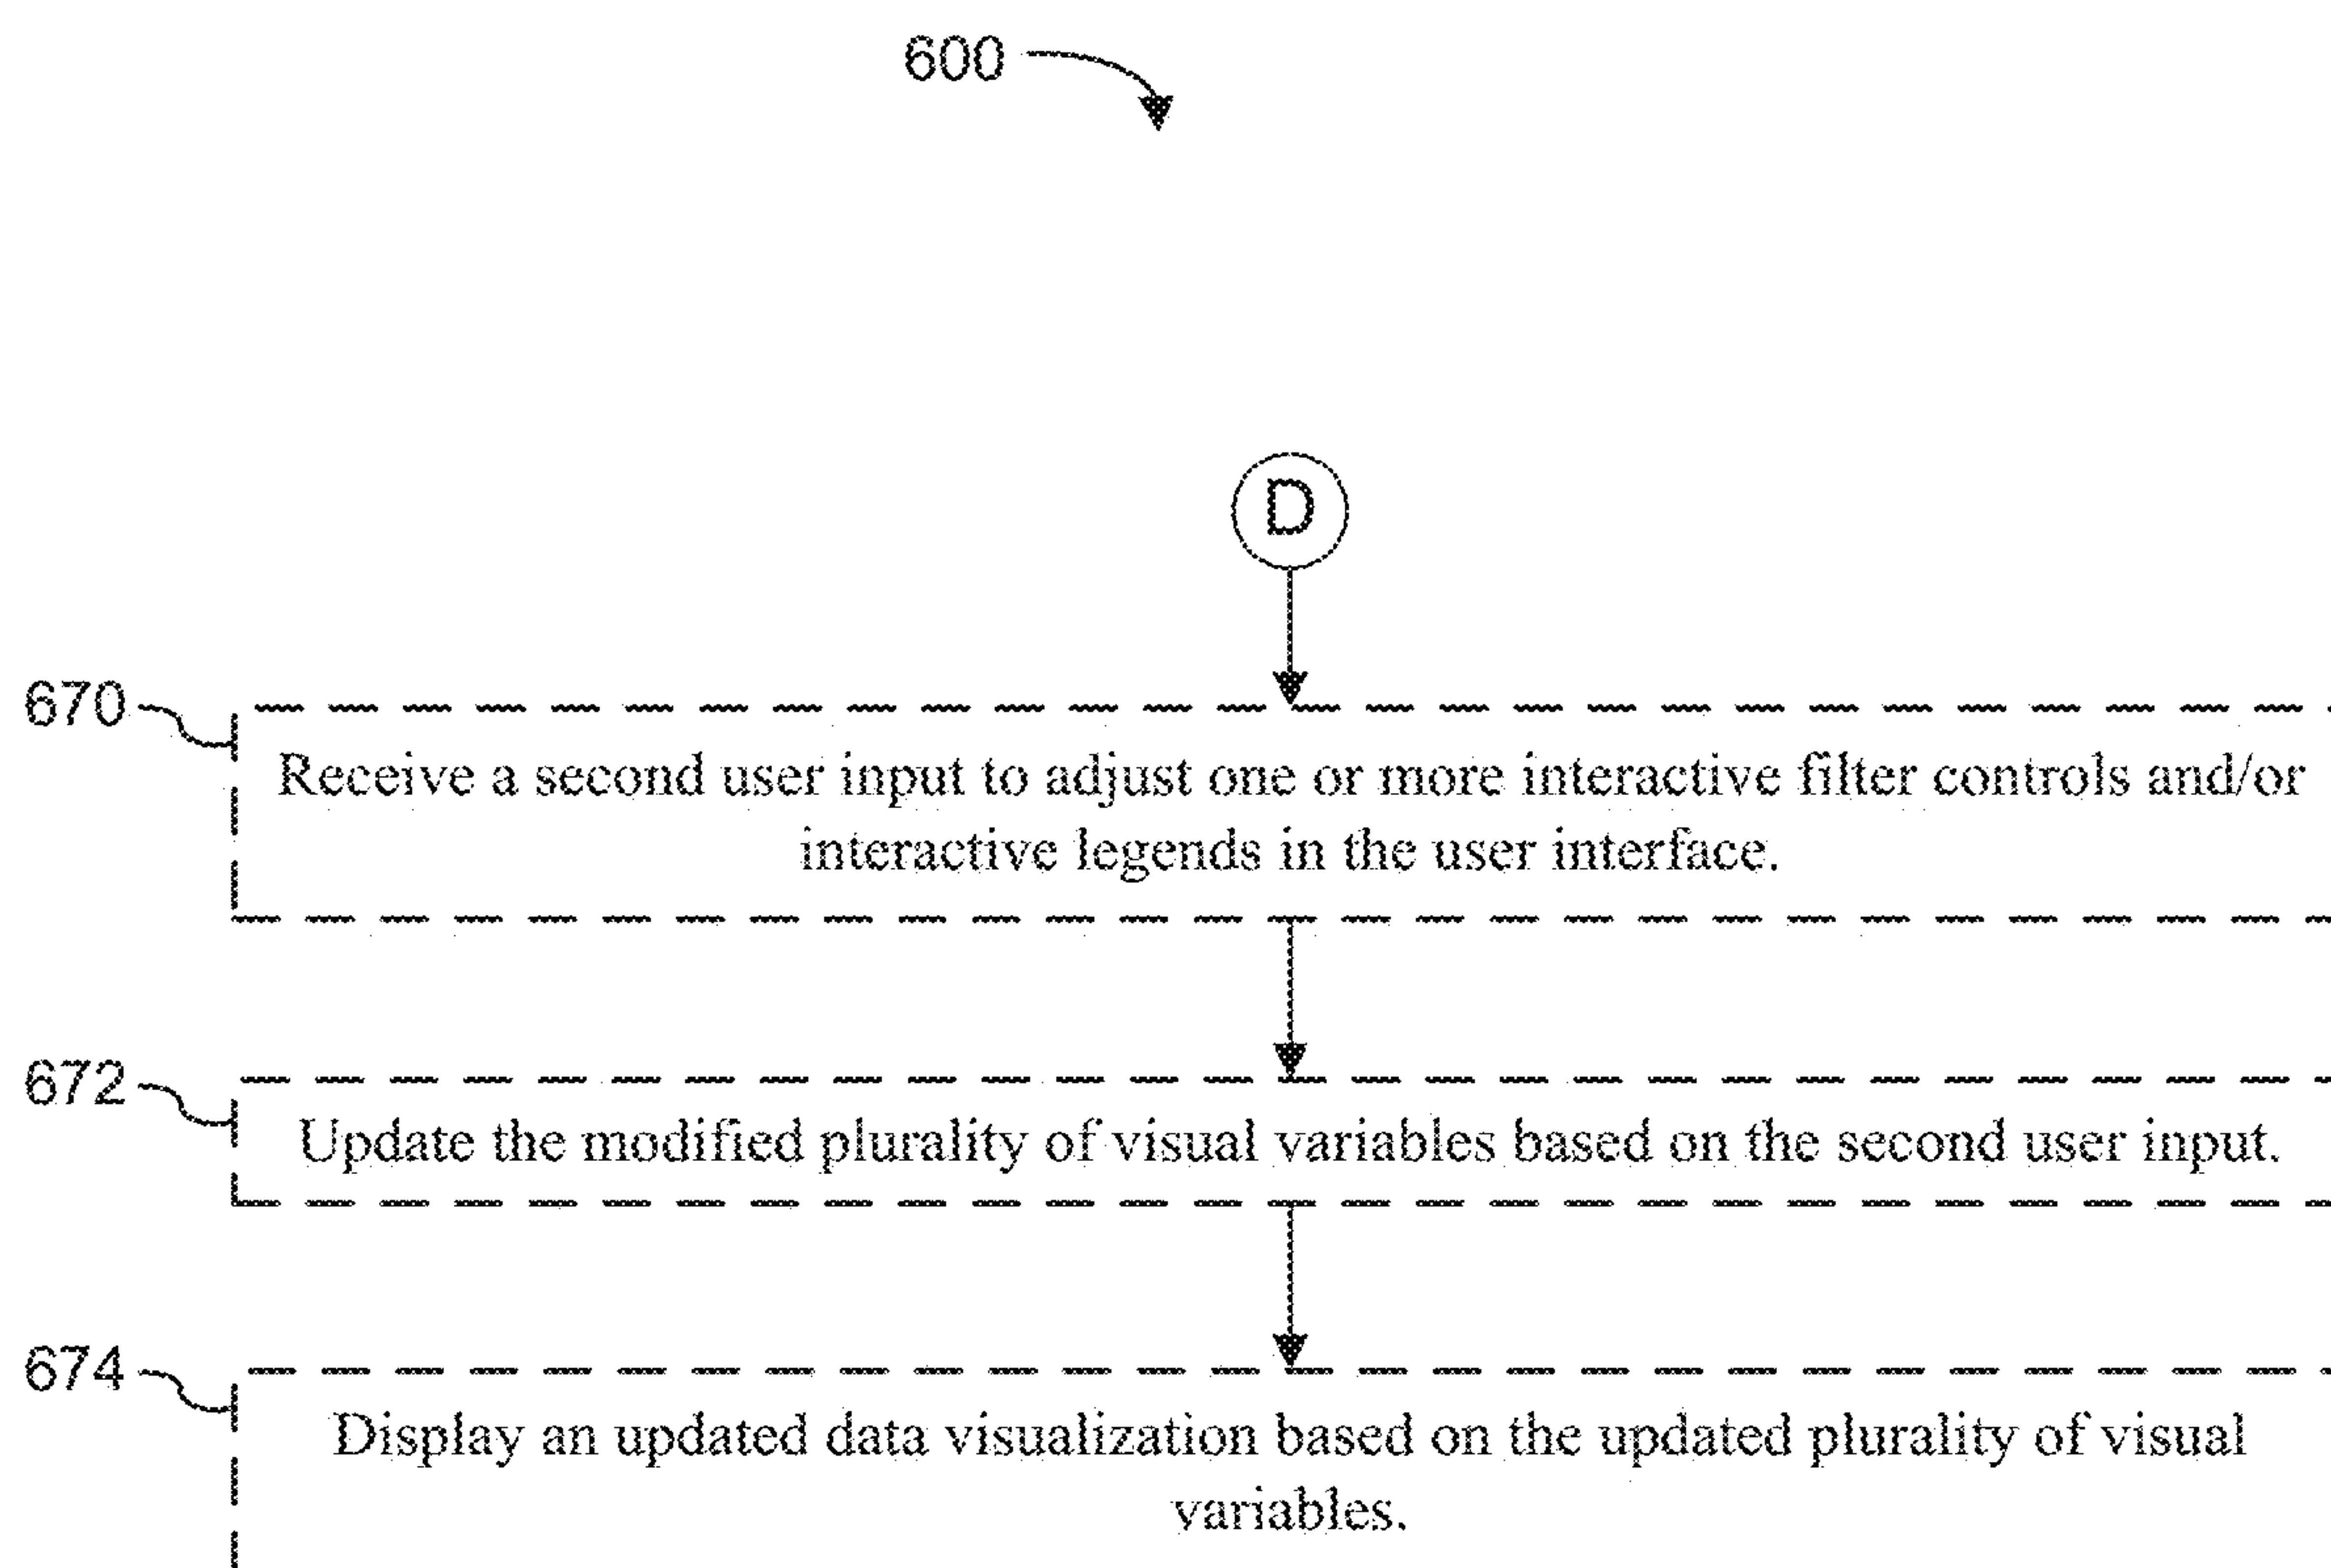 600
D
670
Receive a second user input to adjust one or more interactive filter controls and/or
interactive legends in the user interface.
672
Update the modified plurality of visual variables based on the second user input.
674
Display an updated data visualization based on the updated plurality of visual
variables.